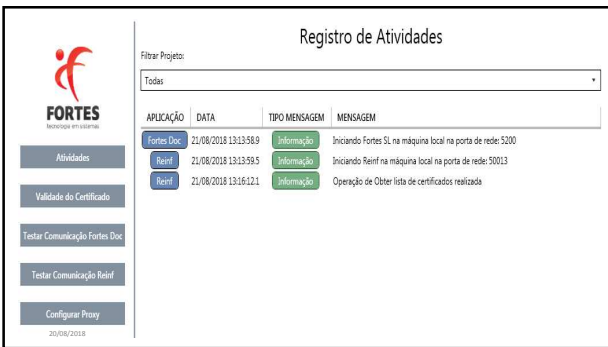 Registro de Atividades
Filtrar Projeto:
Todas
APLICAÇÃO DATA TIPO MENSAGEM MENSAGEM
Fortes Doc 21/08/2018 13:13:58.9 Informação Iniciando Fortes SL na máquina local na porta de rede: 5200
Reinf 21/08/2018 13:13:59.5 Informação Iniciando Reinf na máquina local na porta de rede: 50013
Reinf 21/08/2018 13:16:12.1 Informação Operação de Obter lista de certificados realizada
FORTES
tecnologia em sistemas
Atividades
Validade do Certificado
Testar Comunicação Fortes Doc
Testar Comunicação Reinf
Configurar Proxy
20/08/2018